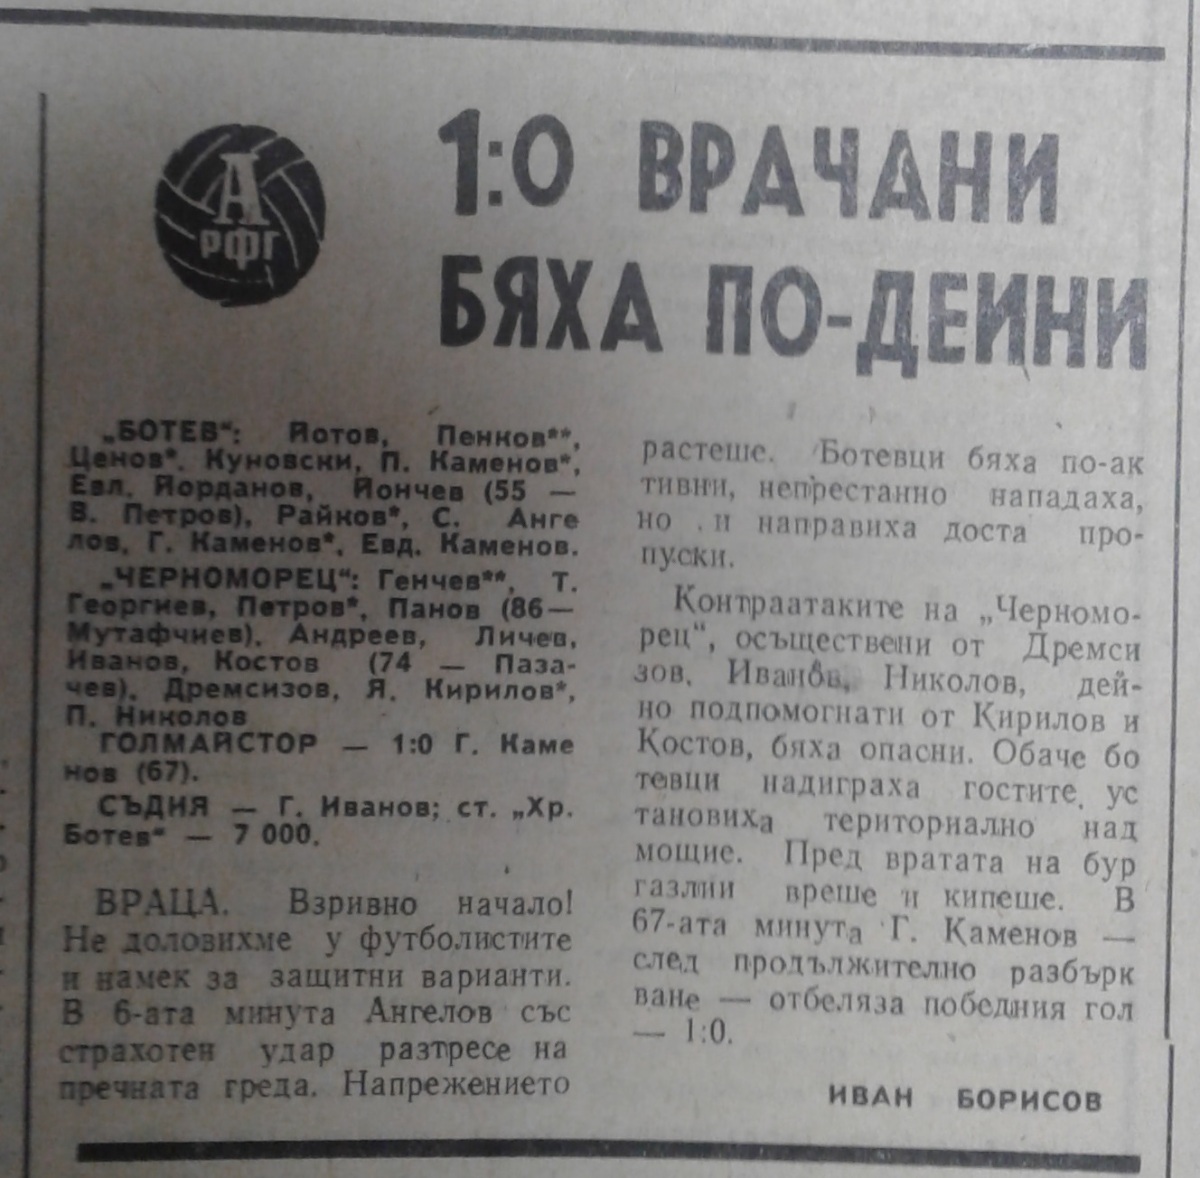 А
РФГ
1:0 ВРАЧАНИ
БЯХА ПО-ДЕИНИ
„БОТЕВ“: Йотов, Пенков**,
Ценов*, Куновски, П. Каменов*,
Евл. Йорданов, Йончев (55 —
В. Петров), Райков*, С. Анге
лов, Г. Каменов*, Евд. Каменов.
„ЧЕРНОМОРЕЦ“: Генчев**, Т.
Георгиев, Петров*, Панов (86—
Мутафчиев), Андреев, Личев,
Иванов, Костов (74 — Паза-
чев), Дремсизов, Я. Кирилов*,
П. Николов
ГОЛМАЙСТОР — 1:0 Г. Каме
нов (67).
СЪДИЯ — Г. Иванов; ст. „Хр.
Ботев“ — 7 000.
ВРАЦА. Взривно начало!
Не доловихме у футболистите
и намек за защитни варианти.
В 6-ата минута Ангелов със
страхотен удар разтресе на
пречната греда. Напрежението
растеше. Ботевци бяха по-ак
тивни, непрестанно нападаха,
но и направиха доста про-
пуски.
Контраатаките на „Черномо-
рец“, осъществени от Дремси
зов, Иванов, Николов, дей-
но подпомогнати от Кирилов и
Костов, бяха опасни. Обаче бо
тевци надиграха гостите, ус
тановиха териториално над
мощие. Пред вратата на бур
газлии вреше и кипеше. В
67-ата минута Г. Каменов —
след продължително разбърк
ване — отбеляза победния гол
— 1:0.
ИВАН БОРИСОВ